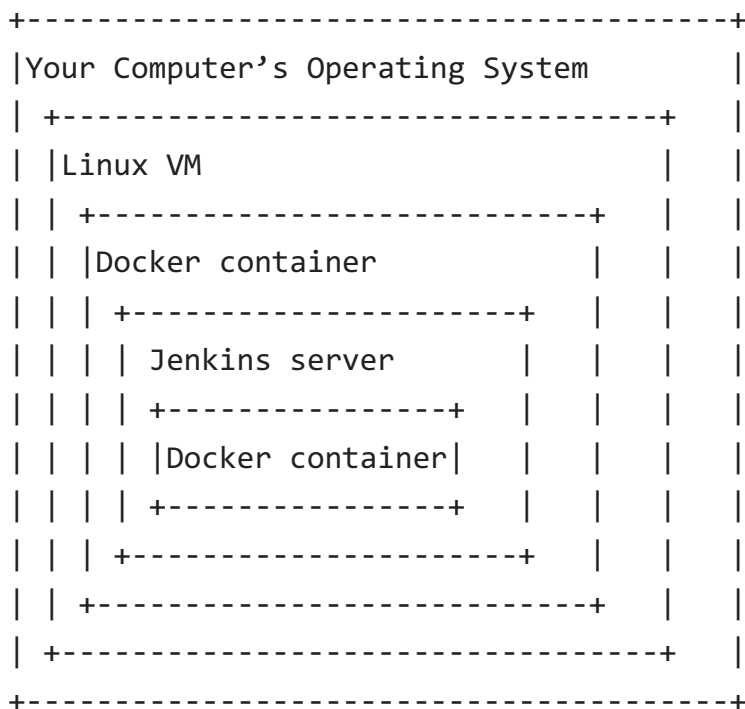 +-----------------------------------------+
|Your Computer’s Operating System         |
| +-----------------------------------+   |
| |Linux VM                           |   |
| | +-----------------------------+   |   |
| | |Docker container             |   |   |
| | | +-----------------------+   |   |   |
| | | | Jenkins server        |   |   |   |
| | | | +----------------+    |   |   |   |
| | | | |Docker container|    |   |   |   |
| | | | +----------------+    |   |   |   |
| | | +-----------------------+   |   |   |
| | +-----------------------------+   |   |
| +-----------------------------------+   |
+-----------------------------------------+